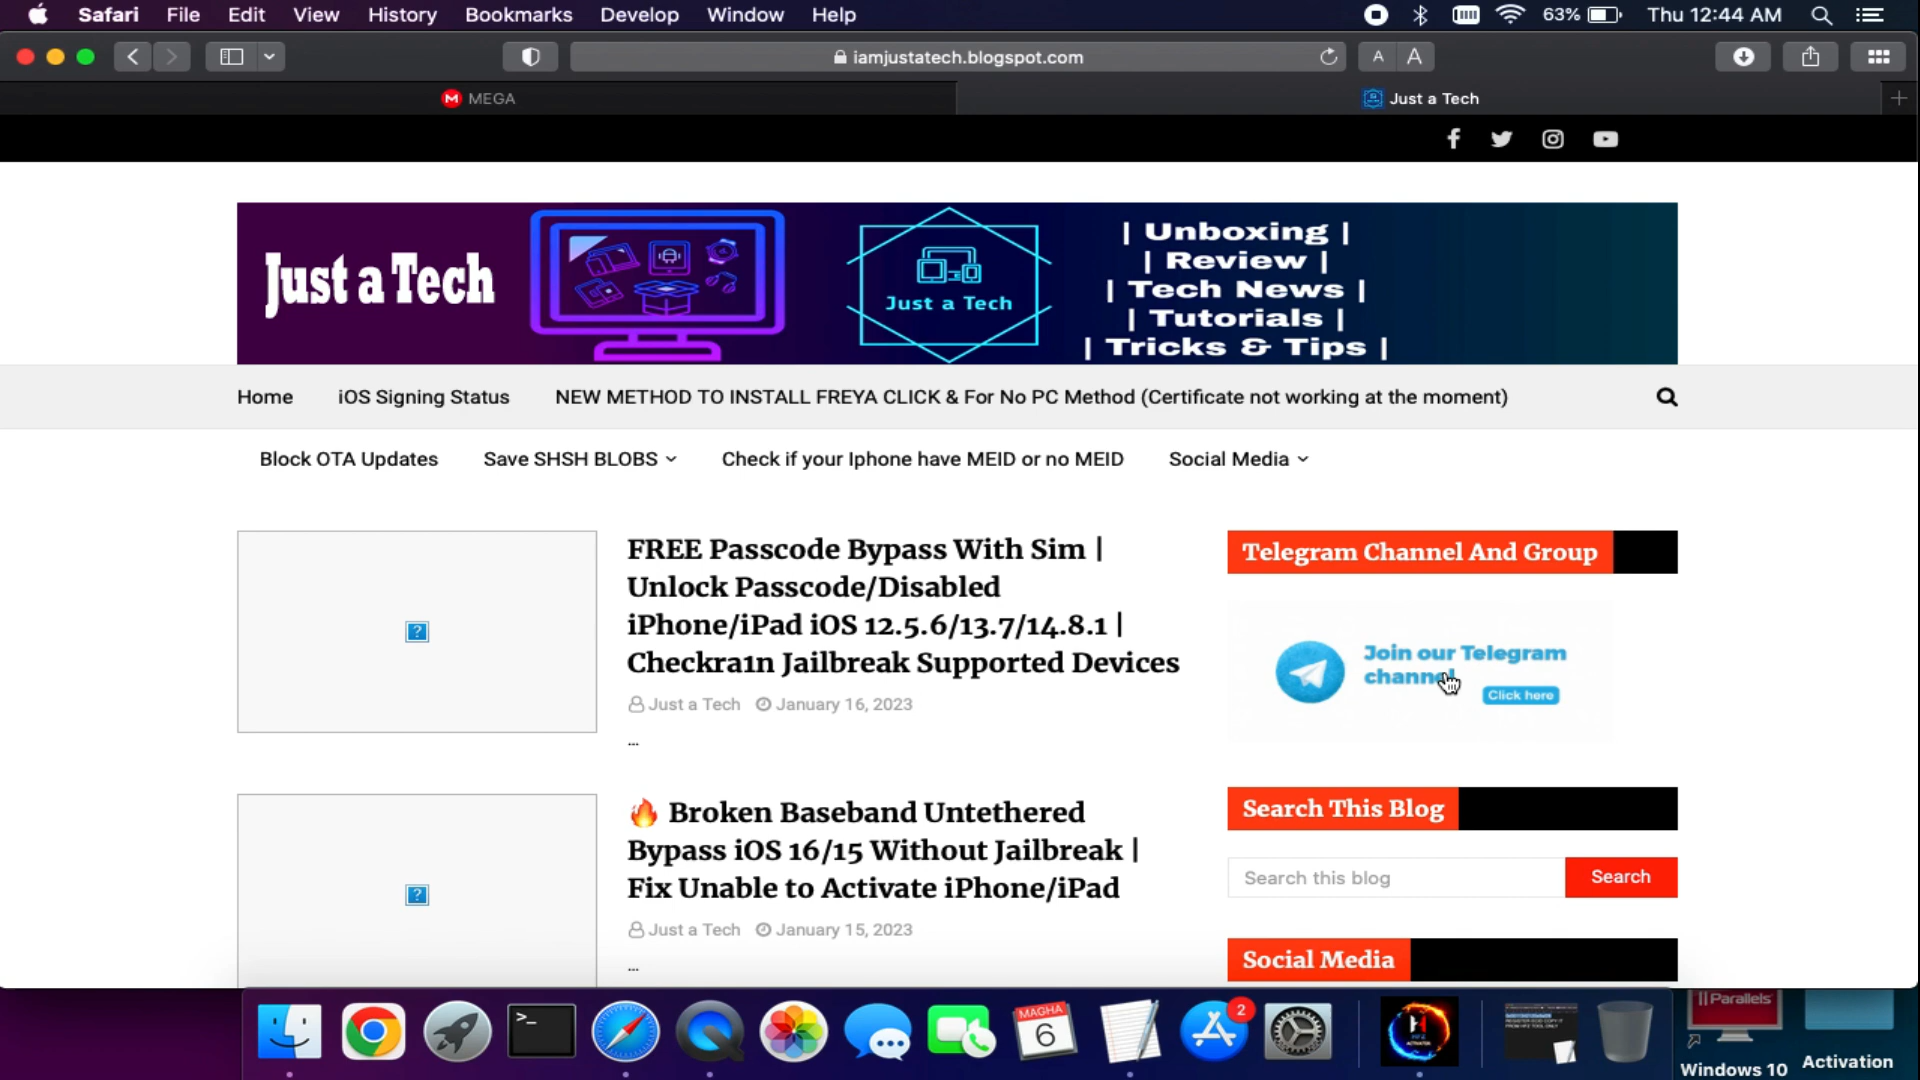 Safari File Edit View History Bookmarks Develop Window Help 63% Thu 12:44 AM
iamjustatech.blogspot.com A A
MEGA Just a Tech
Just a Tech
Just a Tech
| Unboxing |
| Review |
| Tech News |
| Tutorials |
| Tricks & Tips |
Home iOS Signing Status NEW METHOD TO INSTALL FREYA CLICK & For No PC Method (Certificate not working at the moment)
Block OTA Updates Save SHSH BLOBS Check if your Iphone have MEID or no MEID Social Media
FREE Passcode Bypass With Sim |
Unlock Passcode/Disabled
iPhone/iPad iOS 12.5.6/13.7/14.8.1 |
Checkra1n Jailbreak Supported Devices
Just a Tech January 16, 2023
...
🔥 Broken Baseband Untethered
Bypass iOS 16/15 Without Jailbreak |
Fix Unable to Activate iPhone/iPad
Just a Tech January 15, 2023
...
Telegram Channel And Group
Join our Telegram
channel
Click here
Search This Blog
Search this blog Search
Social Media
MAGHA
6
2
Parallels
Windows 10
Activation